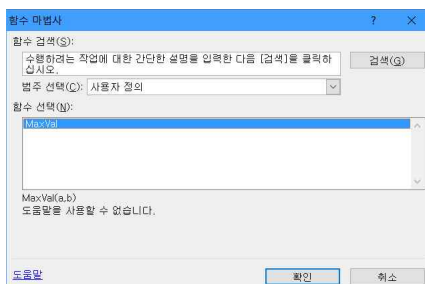 함수 마법사 ? ×
함수 검색(S):
수행하려는 작업에 대한 간단한 설명을 입력한 다음 [검색]을 클릭하
십시오.
검색(G)
범주 선택(C): 사용자 정의
함수 선택(N):
MaxVal
MaxVal(a,b)
도움말을 사용할 수 없습니다.
도움말
확인 취소